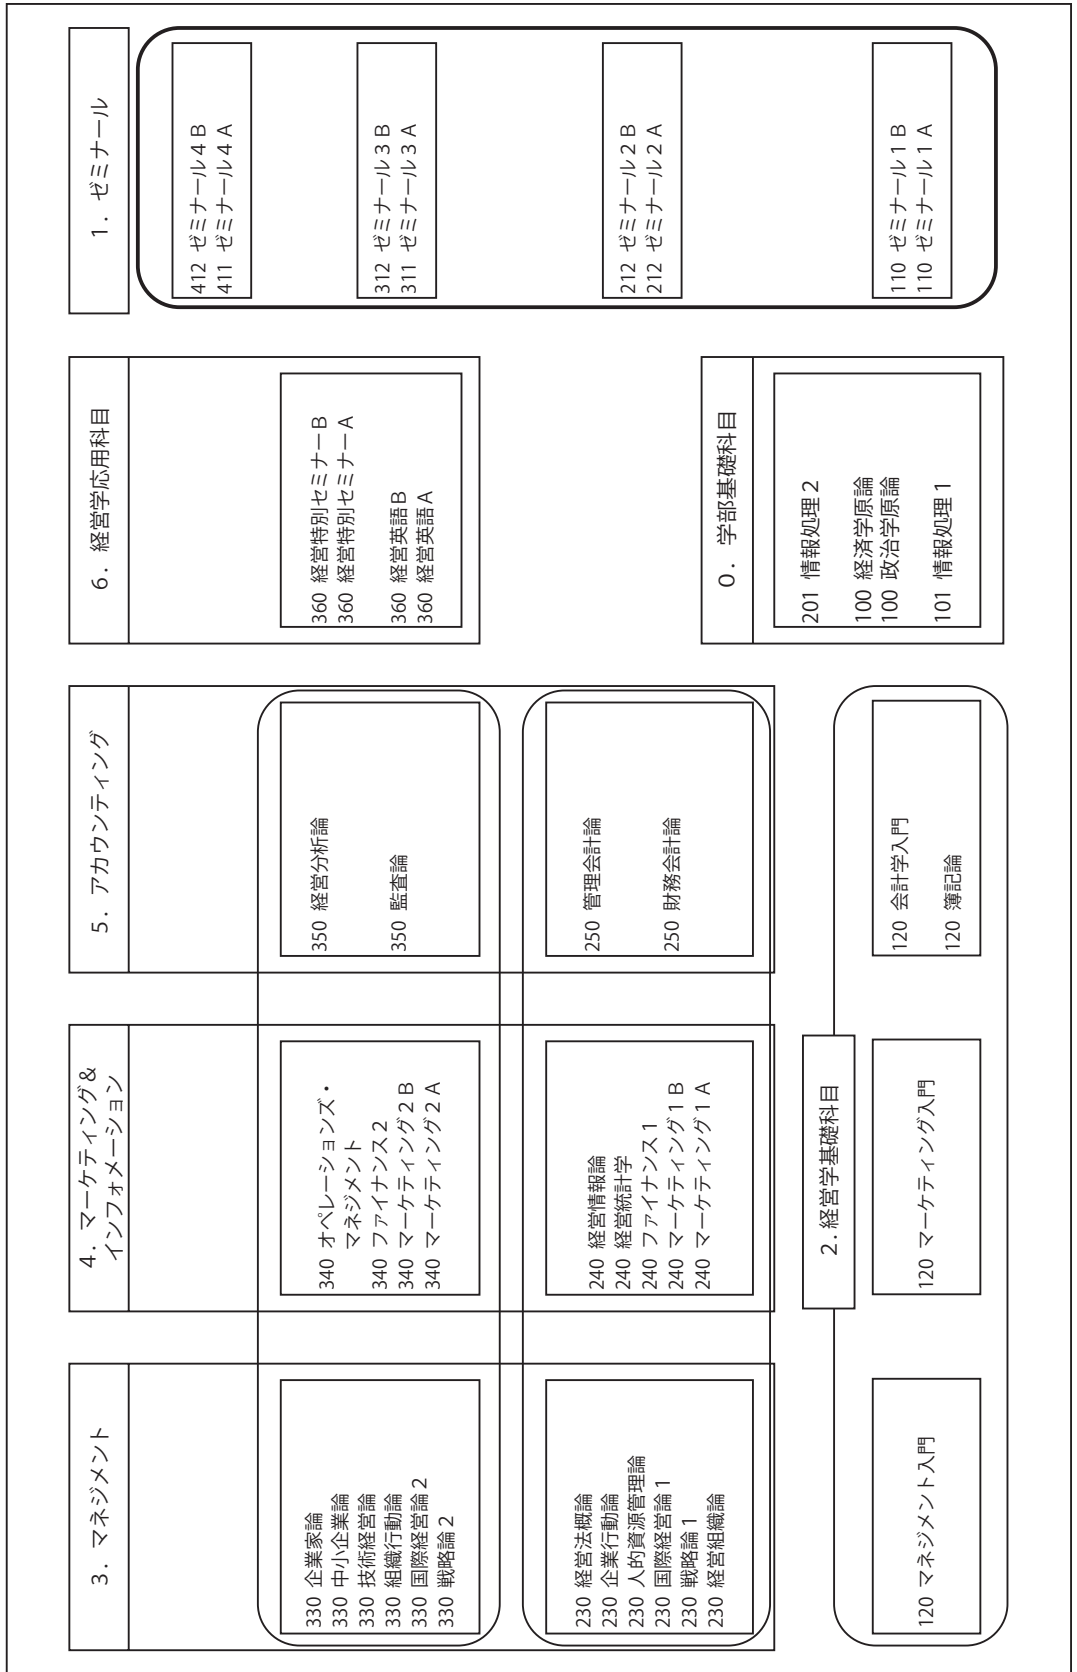 3．マネジメント
330 企業家論
330 中小企業論
330 技術経営論
330 組織行動論
330 国際経営論２
330 戦略論２
230 経営法概論
230 企業行動論
230 人的資源管理論
230 国際経営論１
230 戦略論１
230 経営組織論
120 マネジメント入門
4．マーケティング＆
インフォメーション
340 オペレーションズ・
マネジメント
340 ファイナンス２
340 マーケティング２Ｂ
340 マーケティング２Ａ
240 経営情報論
240 経営統計学
240 ファイナンス１
240 マーケティング１Ｂ
240 マーケティング１Ａ
2.経営学基礎科目
120 マーケティング入門
5．アカウンティング
350 経営分析論
350 監査論
250 管理会計論
250 財務会計論
120 会計学入門
120 簿記論
6．経営学応用科目
360 経営特別セミナーＢ
360 経営特別セミナーＡ
360 経営英語Ｂ
360 経営英語Ａ
0．学部基礎科目
201 情報処理２
100 経済学原論
100 政治学原論
101 情報処理１
1．ゼミナール
412 ゼミナール４Ｂ
411 ゼミナール４Ａ
312 ゼミナール３Ｂ
311 ゼミナール３Ａ
212 ゼミナール２Ｂ
212 ゼミナール２Ａ
110 ゼミナール１Ｂ
110 ゼミナール１Ａ